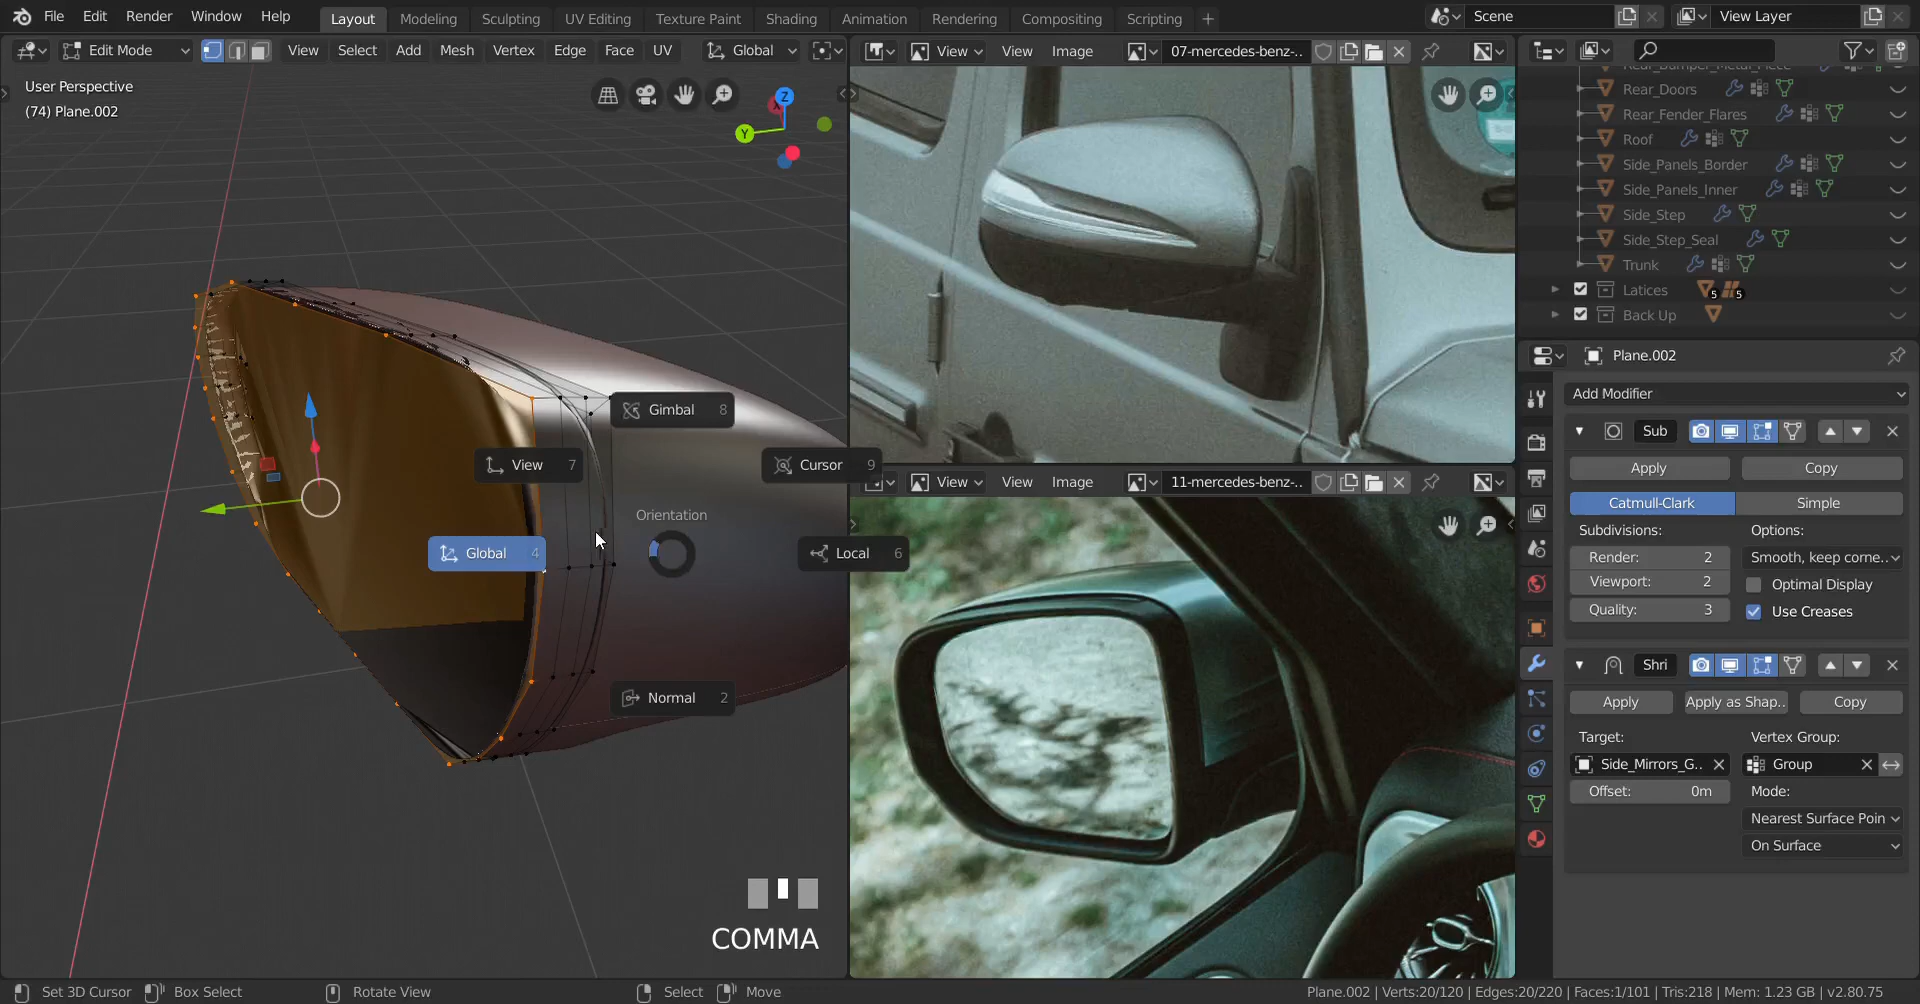 File Edit Render Window Help Layout Modeling Sculpting UV Editing Texture Paint Shading Animation Rendering Compositing Scripting + Scene View Layer
Edit Mode View Select Add Mesh Vertex Edge Face UV Global
View View Image 07-mercedes-benz-..
User Perspective
(74) Plane.002
Z
Y
Rear_Bumper_Metal_Piece
Rear_Doors
Rear_Fender_Flares
Roof
Side_Panels_Border
Side_Panels_Inner
Side_Step
Side_Step_Seal
Trunk
Latices 5 5
Back Up
Plane.002
Add Modifier
Sub
Apply Copy
Catmull-Clark Simple
Subdivisions: Options:
Render: 2 Smooth, keep corne..
Viewport: 2 Optimal Display
Quality: 3 Use Creases
Shri
Apply Apply as Shap.. Copy
Target: Vertex Group:
Side_Mirrors_G.. Group
Offset: 0m Mode:
Nearest Surface Poin
On Surface
Gimbal 8
View 7
Cursor 9
Orientation
Global 4
Local 6
Normal 2
View View Image 11-mercedes-benz-..
COMMA
Set 3D Cursor Box Select Rotate View Select Move
Plane.002 | Verts:20/120 | Edges:20/220 | Faces:1/101 | Tris:218 | Mem: 1.23 GB | v2.80.75